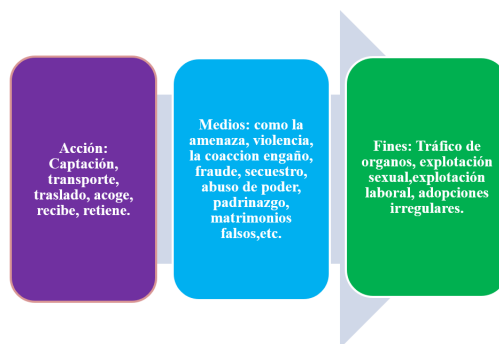 Acción:
Captación,
transporte,
traslado, acoge,
recibe, retiene.
Medios: como la
amenaza, violencia,
la coaccion engaño,
fraude, secuestro,
abuso de poder,
padrinazgo,
matrimonios
falsos,etc.
Fines: Tráfico de
organos, explotación
sexual,explotación
laboral, adopciones
irregulares.